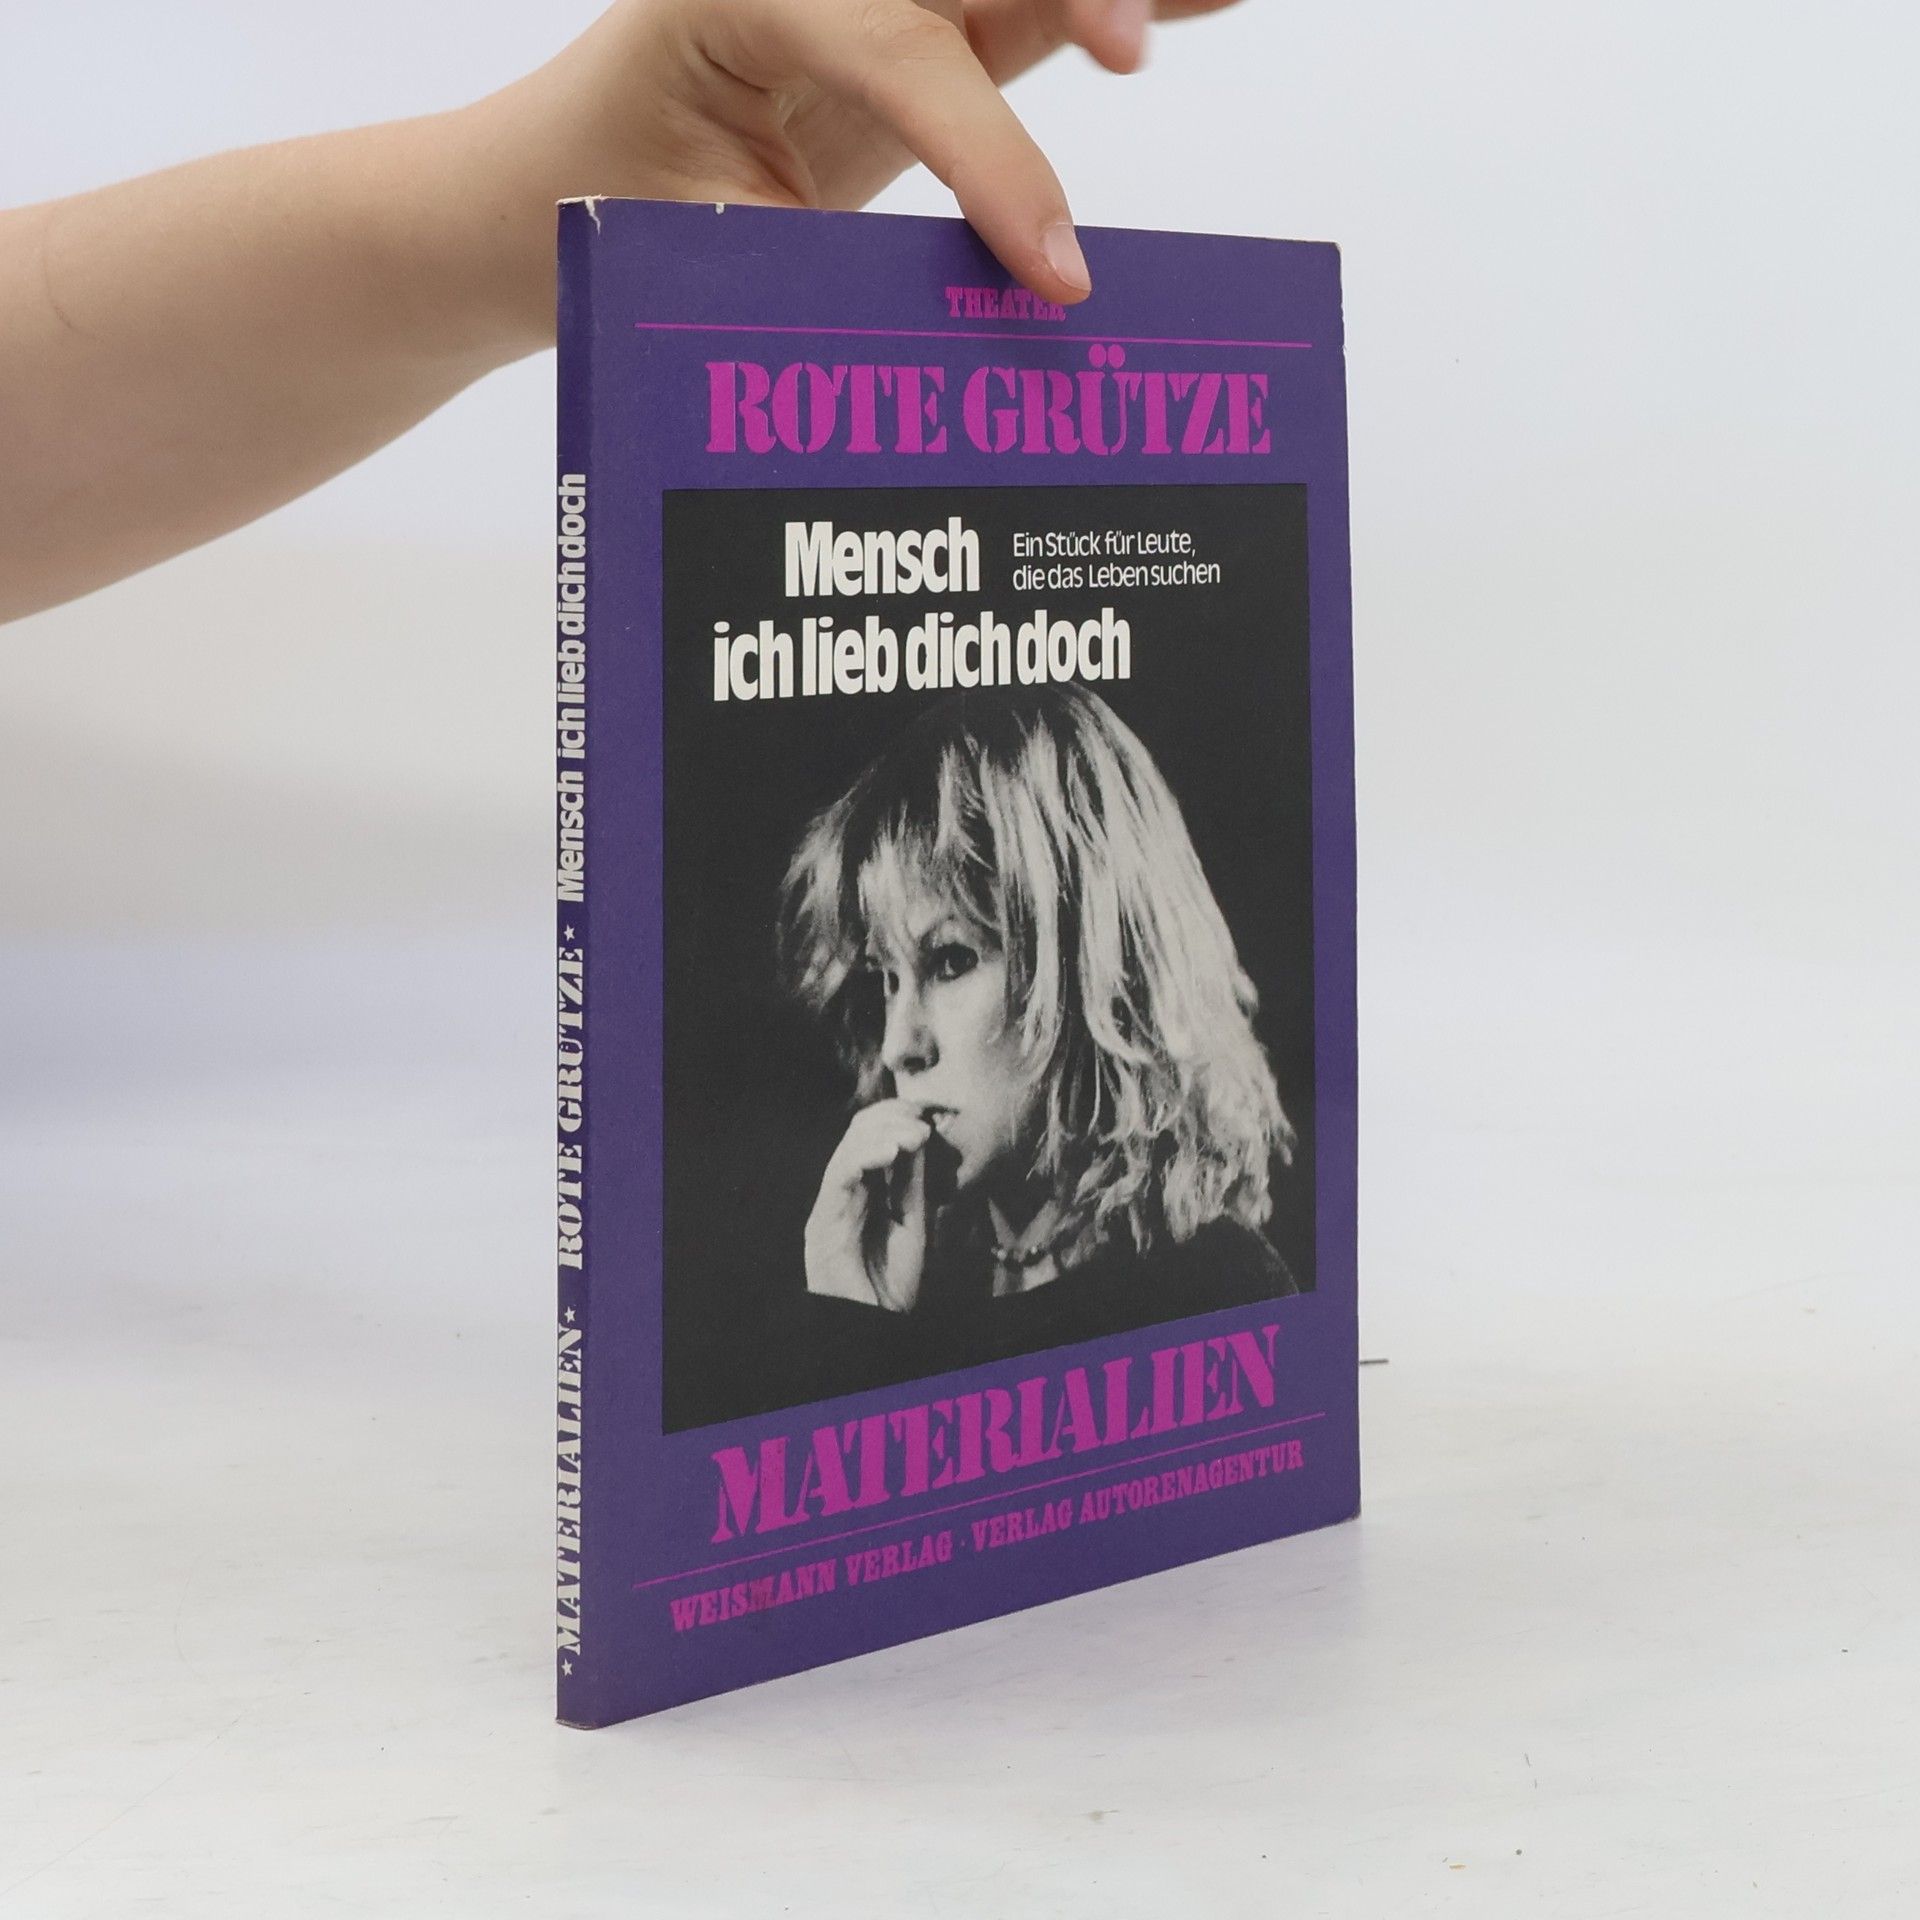 THEATER
ROTE GRÜTZE
Mensch
Ein Stück für Leute,
die das Leben suchen
ich lieb dich doch
MATERIALIEN
WEISMANN VERLAG · VERLAG AUTORENAGENTUR
★ MATERIALIEN ★ ROTE GRÜTZE ★ Mensch ich lieb dich doch